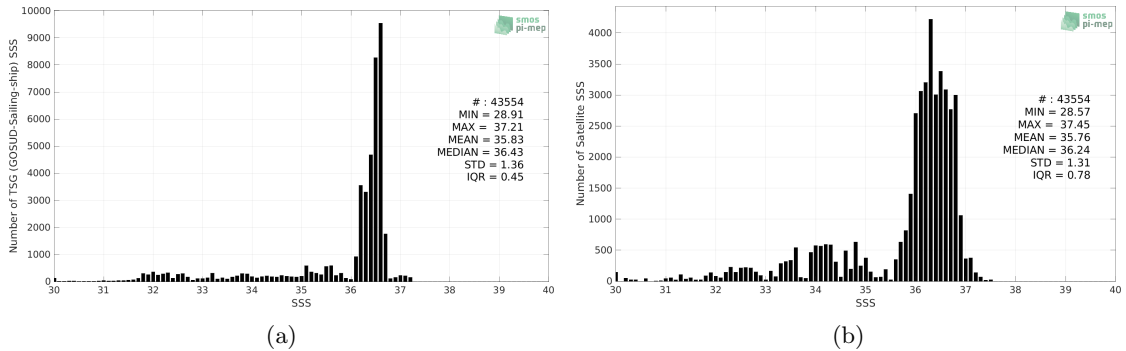 10000
9000
8000
7000
6000
5000
4000
3000
2000
1000
0
Number of TSG (GOSUD-Sailing-ship) SSS
smos
pi-mep
# : 43554
MIN = 28.91
MAX = 37.21
MEAN = 35.83
MEDIAN = 36.43
STD = 1.36
IQR = 0.45
30 31 32 33 34 35 36 37 38 39 40
SSS
(a)
4000
3500
3000
2500
2000
1500
1000
500
0
Number of Satellite SSS
smos
pi-mep
# : 43554
MIN = 28.57
MAX = 37.45
MEAN = 35.76
MEDIAN = 36.24
STD = 1.31
IQR = 0.78
30 31 32 33 34 35 36 37 38 39 40
SSS
(b)